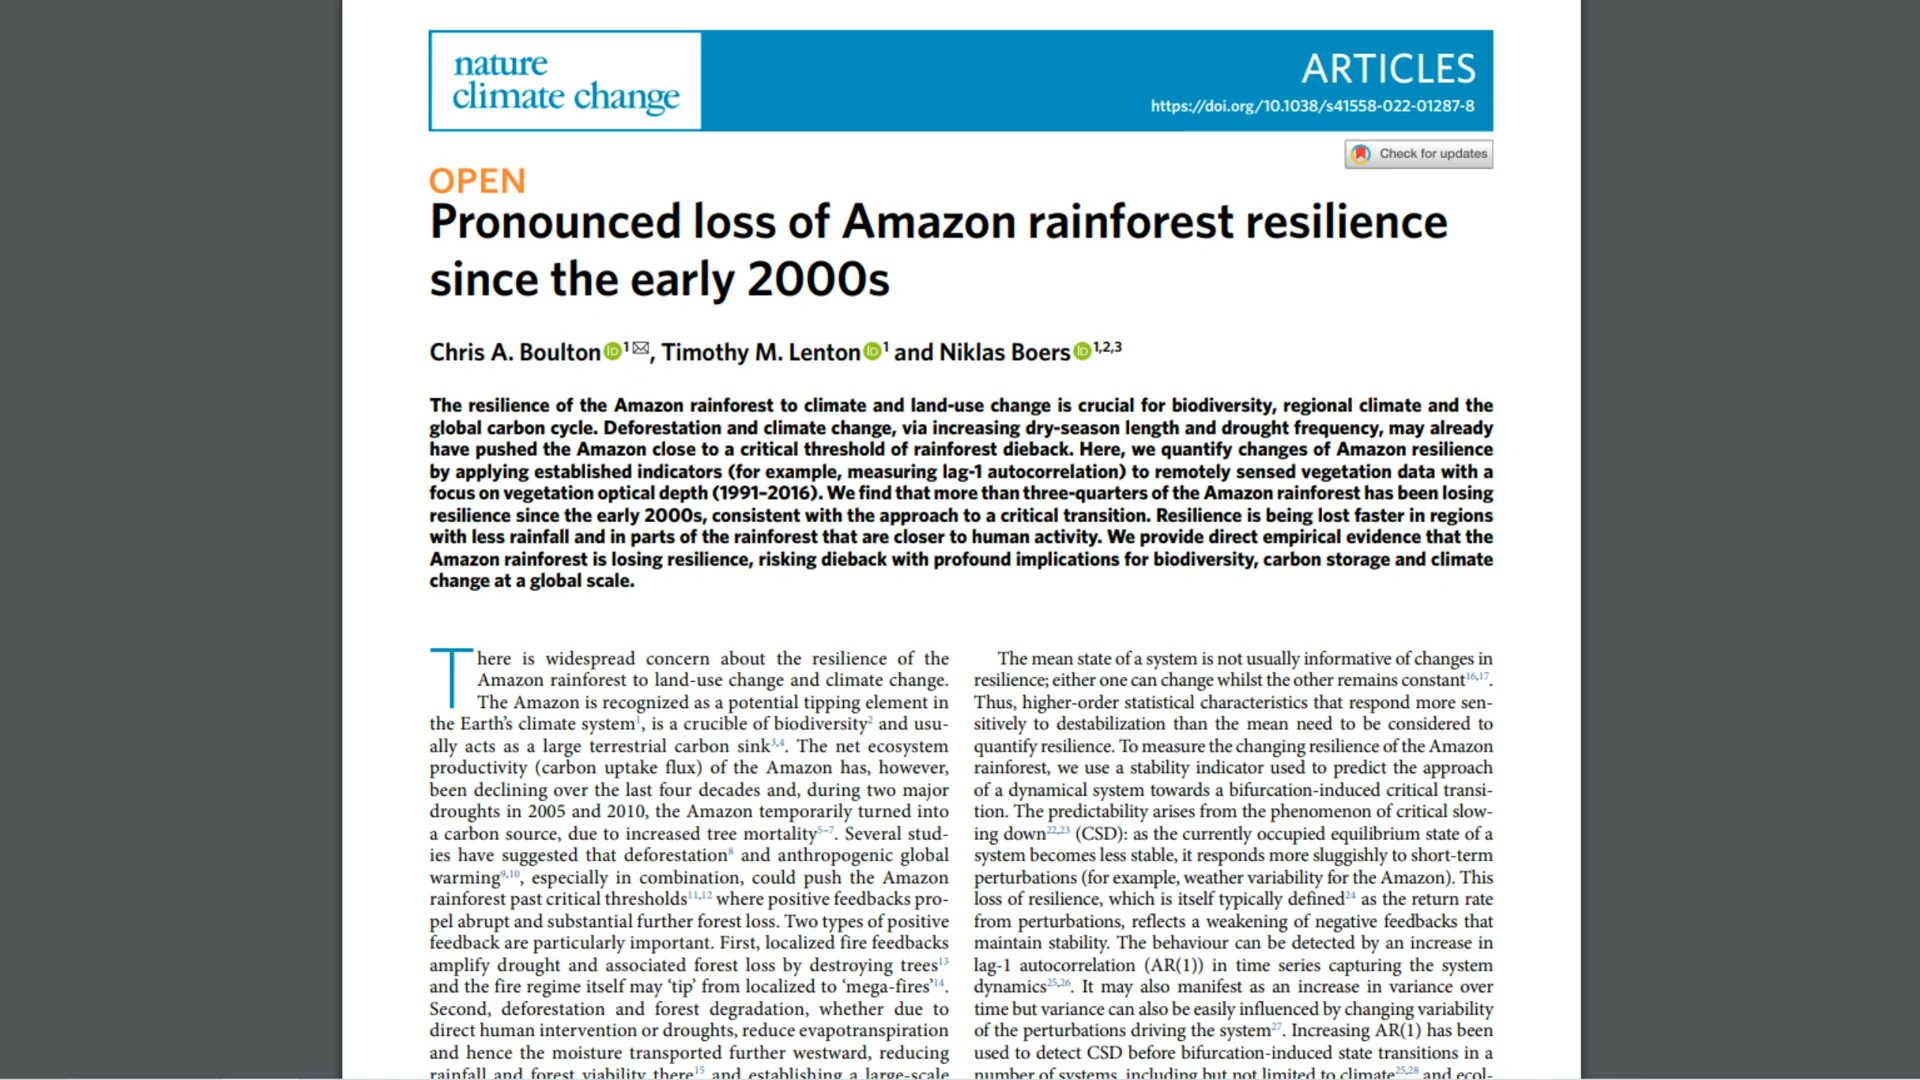 nature
climate change
ARTICLES
https://doi.org/10.1038/s41558-022-01287-8
Check for updates
OPEN
Pronounced loss of Amazon rainforest resilience
since the early 2000s
Chris A. Boulton iD 1✉, Timothy M. Lenton iD 1 and Niklas Boers iD 1,2,3
The resilience of the Amazon rainforest to climate and land-use change is crucial for biodiversity, regional climate and the
global carbon cycle. Deforestation and climate change, via increasing dry-season length and drought frequency, may already
have pushed the Amazon close to a critical threshold of rainforest dieback. Here, we quantify changes of Amazon resilience
by applying established indicators (for example, measuring lag-1 autocorrelation) to remotely sensed vegetation data with a
focus on vegetation optical depth (1991–2016). We find that more than three-quarters of the Amazon rainforest has been losing
resilience since the early 2000s, consistent with the approach to a critical transition. Resilience is being lost faster in regions
with less rainfall and in parts of the rainforest that are closer to human activity. We provide direct empirical evidence that the
Amazon rainforest is losing resilience, risking dieback with profound implications for biodiversity, carbon storage and climate
change at a global scale.
There is widespread concern about the resilience of the
Amazon rainforest to land-use change and climate change.
The Amazon is recognized as a potential tipping element in
the Earth's climate system1, is a crucible of biodiversity2 and usu-
ally acts as a large terrestrial carbon sink3,4. The net ecosystem
productivity (carbon uptake flux) of the Amazon has, however,
been declining over the last four decades and, during two major
droughts in 2005 and 2010, the Amazon temporarily turned into
a carbon source, due to increased tree mortality5–7. Several stud-
ies have suggested that deforestation8 and anthropogenic global
warming9,10, especially in combination, could push the Amazon
rainforest past critical thresholds11,12 where positive feedbacks pro-
pel abrupt and substantial further forest loss. Two types of positive
feedback are particularly important. First, localized fire feedbacks
amplify drought and associated forest loss by destroying trees13
and the fire regime itself may 'tip' from localized to 'mega-fires'14.
Second, deforestation and forest degradation, whether due to
direct human intervention or droughts, reduce evapotranspiration
and hence the moisture transported further westward, reducing
rainfall and forest viability there15 and establishing a large-scale
The mean state of a system is not usually informative of changes in
resilience; either one can change whilst the other remains constant16,17.
Thus, higher-order statistical characteristics that respond more sen-
sitively to destabilization than the mean need to be considered to
quantify resilience. To measure the changing resilience of the Amazon
rainforest, we use a stability indicator used to predict the approach
of a dynamical system towards a bifurcation-induced critical transi-
tion. The predictability arises from the phenomenon of critical slow-
ing down22,23 (CSD): as the currently occupied equilibrium state of a
system becomes less stable, it responds more sluggishly to short-term
perturbations (for example, weather variability for the Amazon). This
loss of resilience, which is itself typically defined24 as the return rate
from perturbations, reflects a weakening of negative feedbacks that
maintain stability. The behaviour can be detected by an increase in
lag-1 autocorrelation (AR(1)) in time series capturing the system
dynamics25,26. It may also manifest as an increase in variance over
time but variance can also be easily influenced by changing variability
of the perturbations driving the system27. Increasing AR(1) has been
used to detect CSD before bifurcation-induced state transitions in a
number of systems, including but not limited to climate25,28 and ecol-